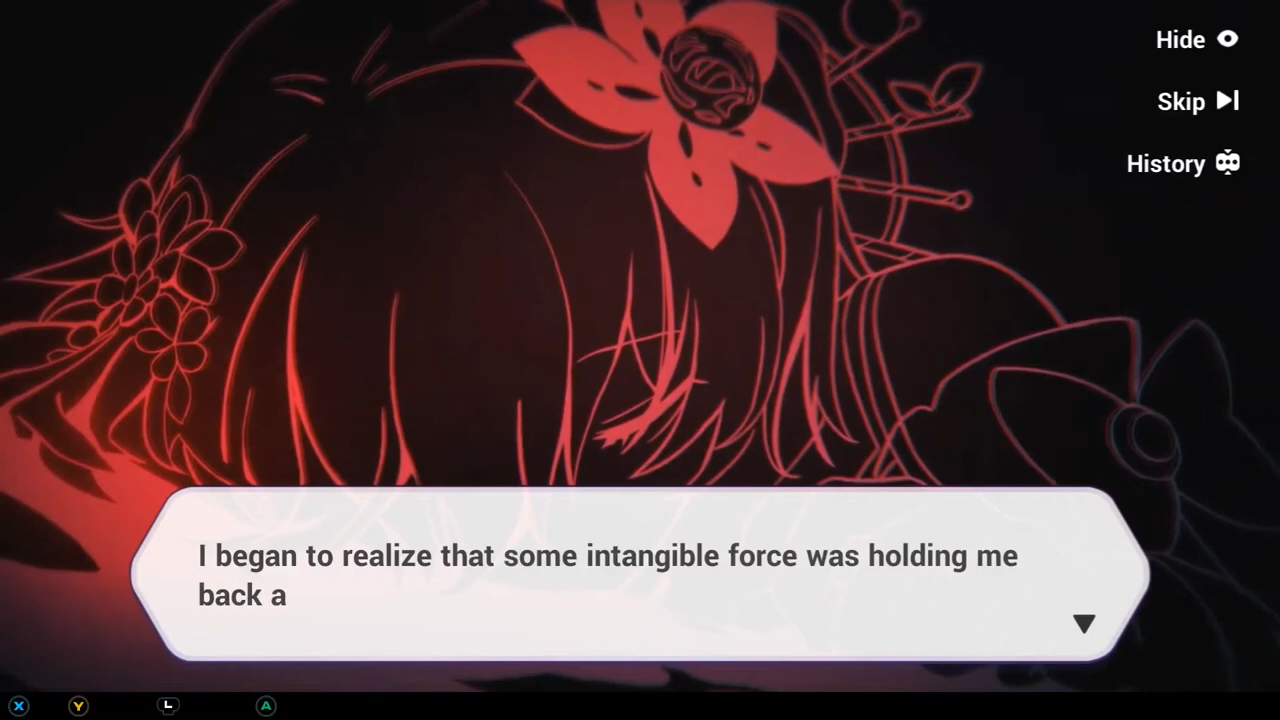 Hide
Skip
History
I began to realize that some intangible force was holding me
back a
X
Y
L
A